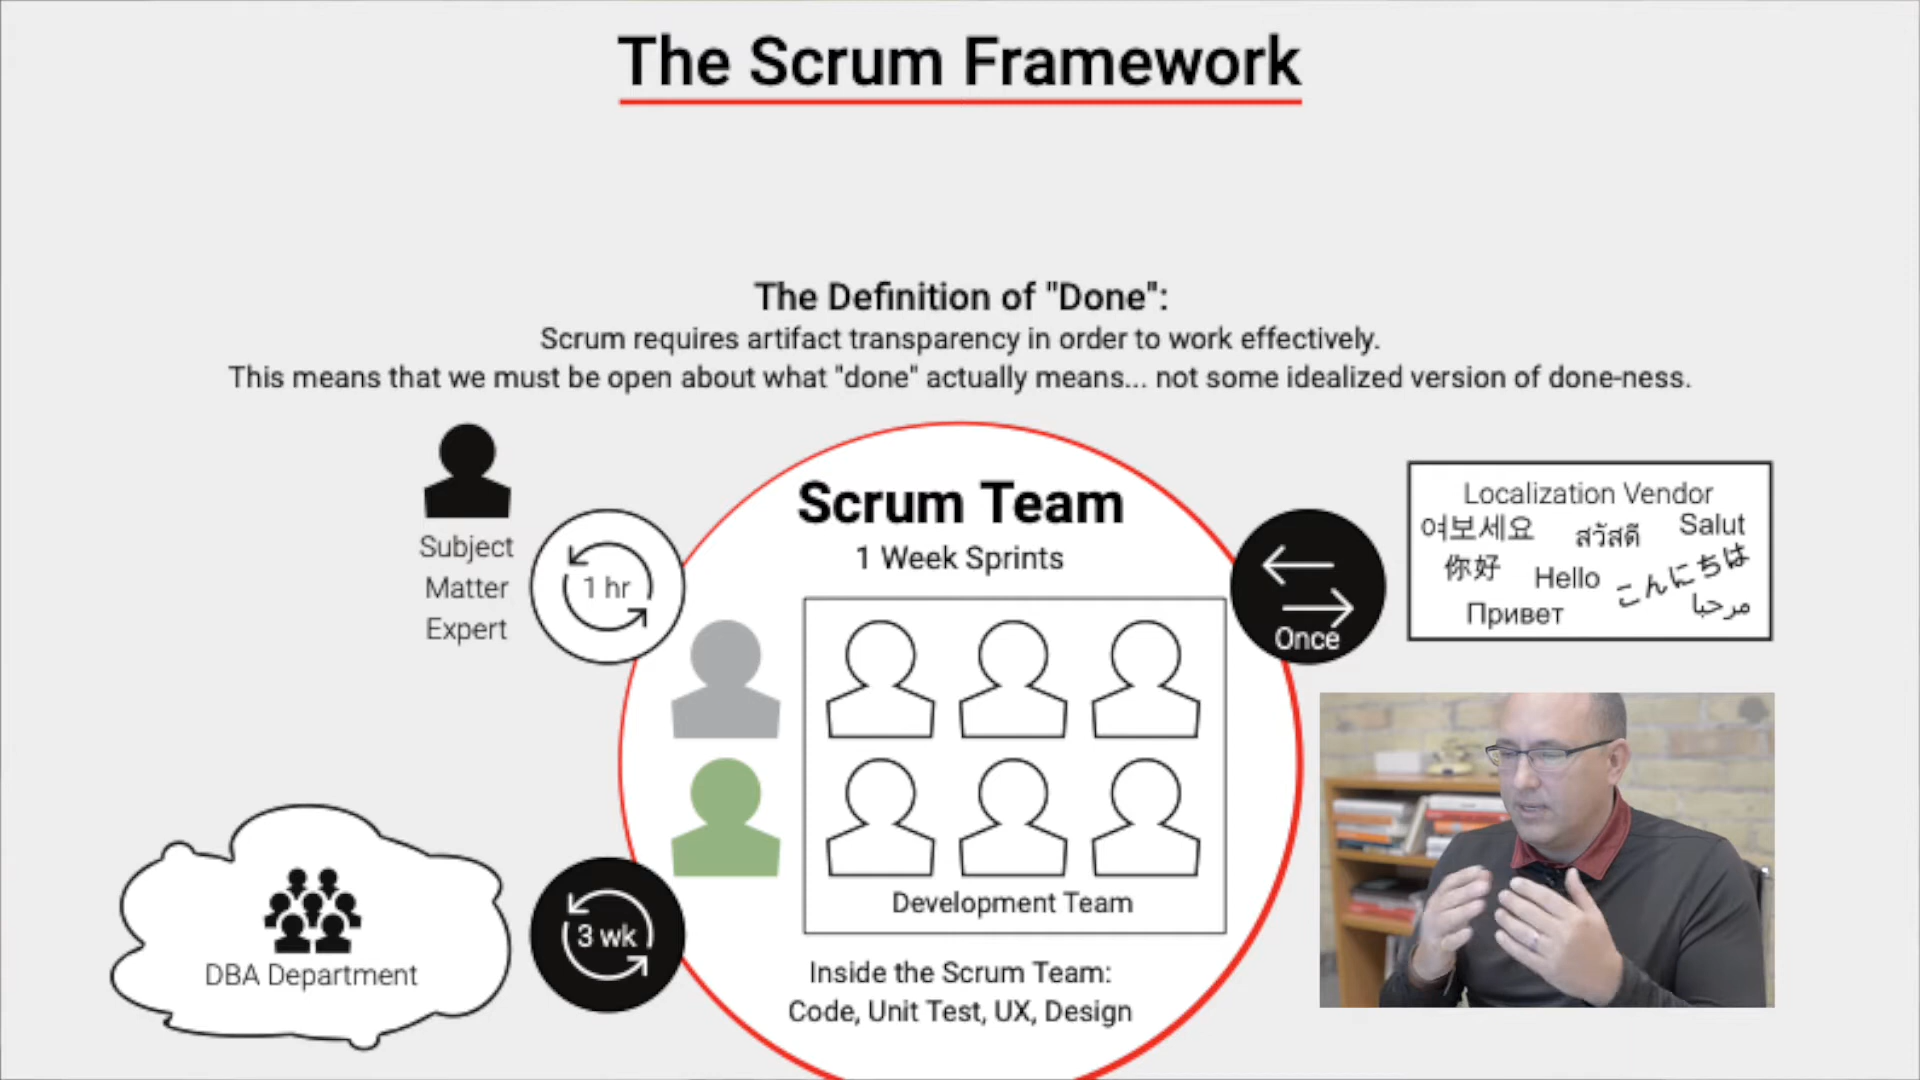 The Scrum Framework
The Definition of "Done":
Scrum requires artifact transparency in order to work effectively.
This means that we must be open about what "done" actually means... not some idealized version of done-ness.
Subject
Matter
Expert
1 hr
Scrum Team
1 Week Sprints
Once
Localization Vendor
여보세요 สวัสดี Salut
你好 Hello こんにちは
Привет مرحبا
DBA Department
3 wk
Development Team
Inside the Scrum Team:
Code, Unit Test, UX, Design